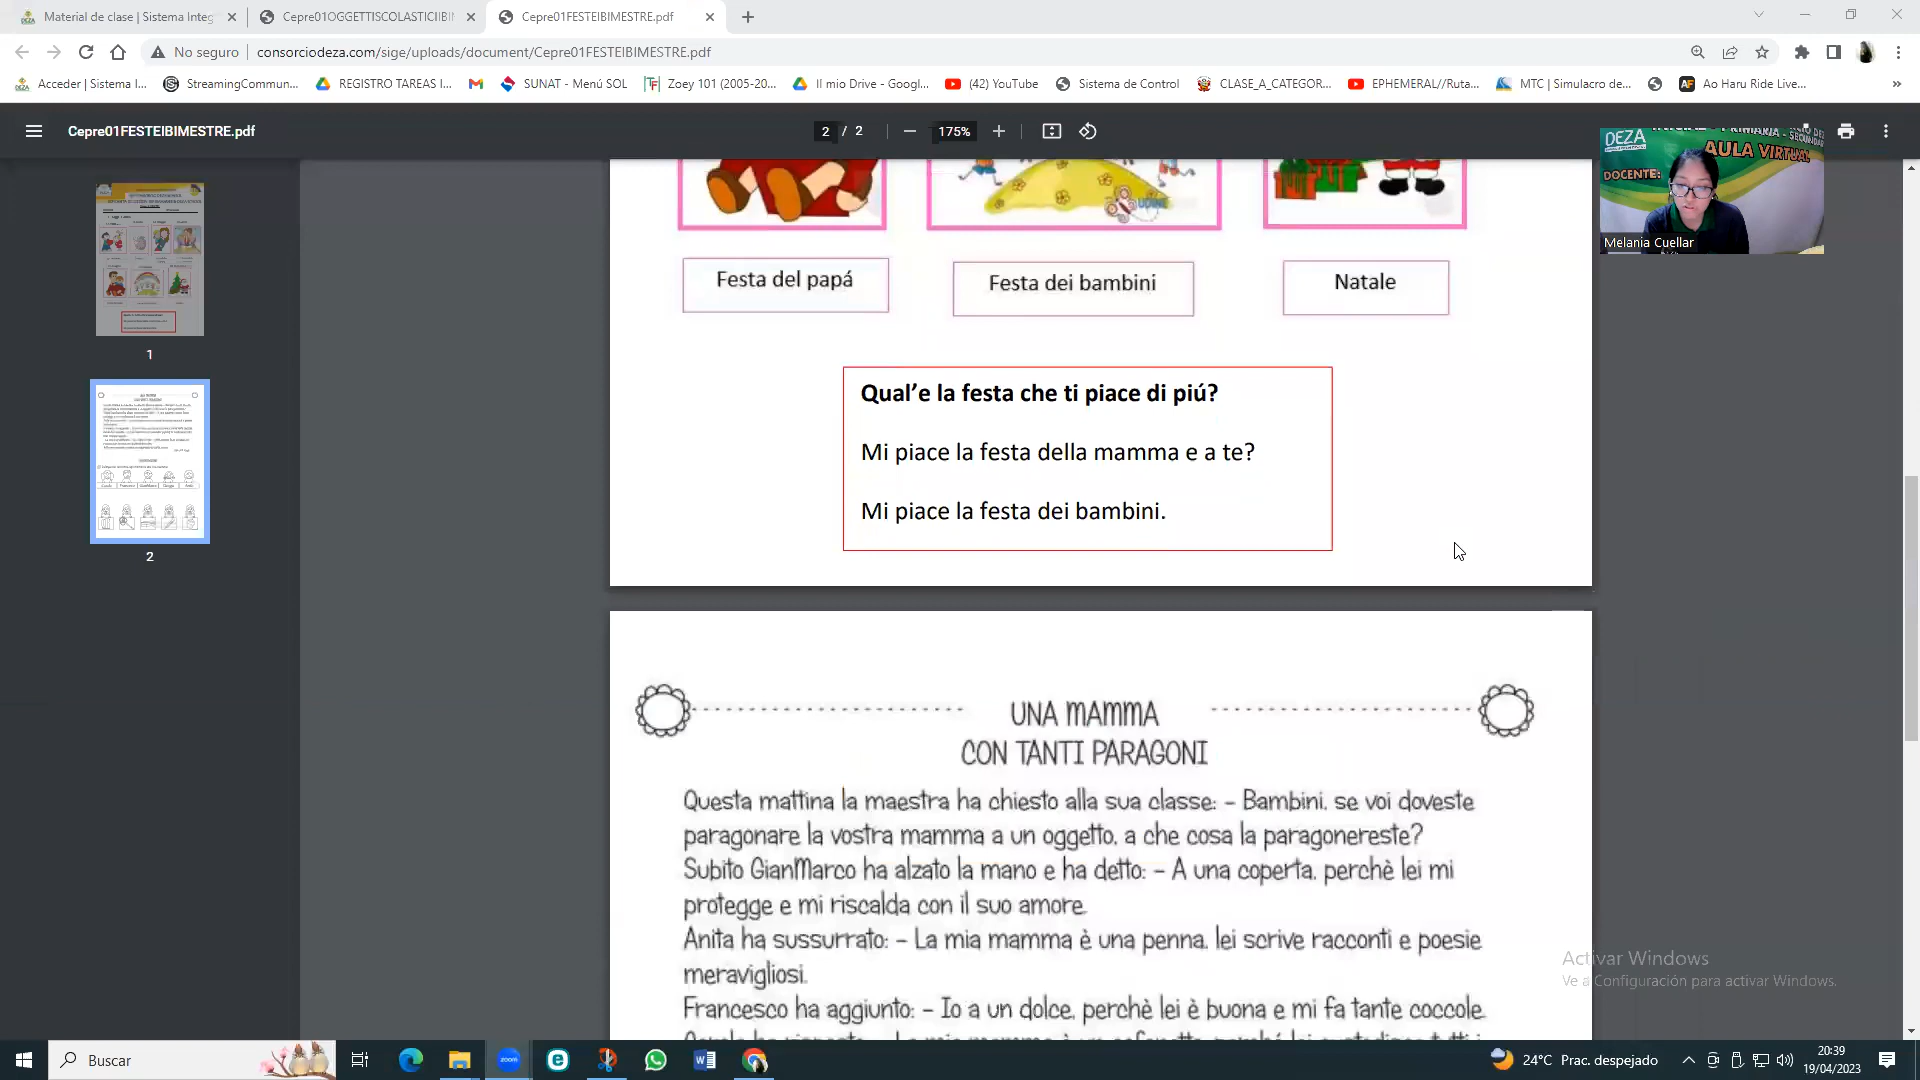 Material de clase | Sistema Integ
Cepre01OGGETTISCOLASTICIIBIM
Cepre01FESTEIBIMESTRE.pdf
No seguro
consorciodeza.com/sige/uploads/document/Cepre01FESTEIBIMESTRE.pdf
Acceder | Sistema I...
StreamingCommun...
REGISTRO TAREAS I...
SUNAT - Menú SOL
Zoey 101 (2005-20...
Il mio Drive - Googl...
(42) YouTube
Sistema de Control
CLASE_A_CATEGOR...
EPHEMERAL//Ruta...
MTC | Simulacro de...
Ao Haru Ride Live...
Cepre01FESTEIBIMESTRE.pdf
2 / 2
175%
DEZA
AULA VIRTUAL
DOCENTE:
Melania Cuellar
1
2
Festa del papá
Festa dei bambini
Natale
Qual’e la festa che ti piace di piú?
Mi piace la festa della mamma e a te?
Mi piace la festa dei bambini.
UNA MAMMA
CON TANTI PARAGONI
Questa mattina la maestra ha chiesto alla sua classe: – Bambini, se voi doveste
paragonare la vostra mamma a un oggetto, a che cosa la paragonereste?
Subito GianMarco ha alzato la mano e ha detto: – A una coperta, perchè lei mi
protegge e mi riscalda con il suo amore.
Anita ha sussurrato: – La mia mamma è una penna, lei scrive racconti e poesie
meravigliosi.
Francesco ha aggiunto: – Io a un dolce, perchè lei è buona e mi fa tante coccole.
Activar Windows
Ve a Configuración para activar Windows.
Buscar
24°C Prac. despejado
20:39
19/04/2023